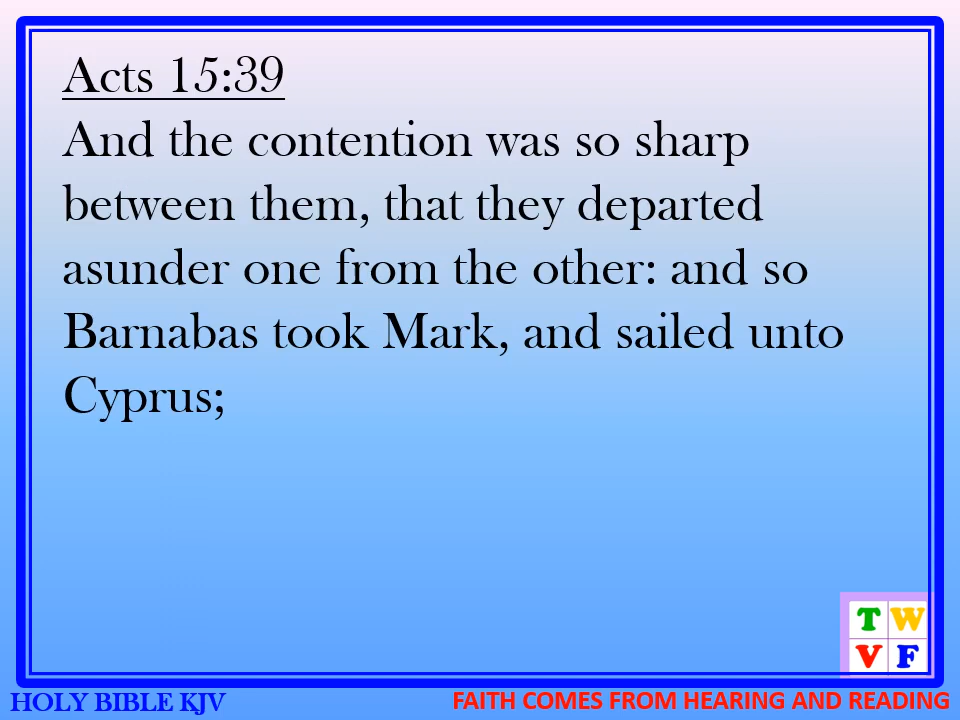 Acts 15:39
And the contention was so sharp
between them, that they departed
asunder one from the other: and so
Barnabas took Mark, and sailed unto
Cyprus;
T W
V F
HOLY BIBLE KJV
FAITH COMES FROM HEARING AND READING